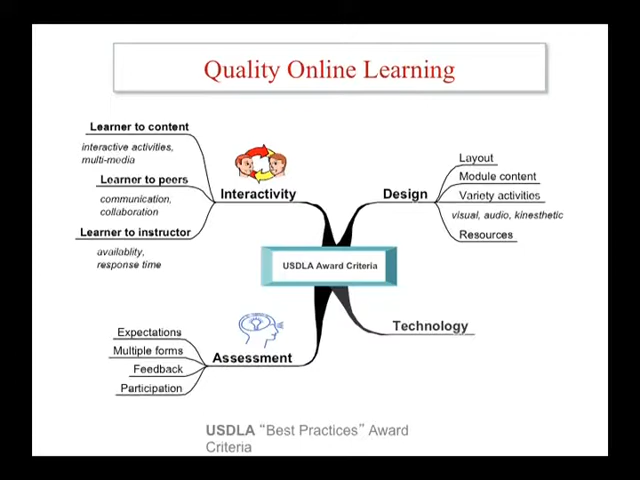 Quality Online Learning
Learner to content
interactive activities,
multi-media
Learner to peers
communication,
collaboration
Learner to instructor
availablity,
response time
Interactivity
Design
Layout
Module content
Variety activities
visual, audio, kinesthetic
Resources
USDLA Award Criteria
Technology
Assessment
Expectations
Multiple forms
Feedback
Participation
USDLA "Best Practices" Award
Criteria